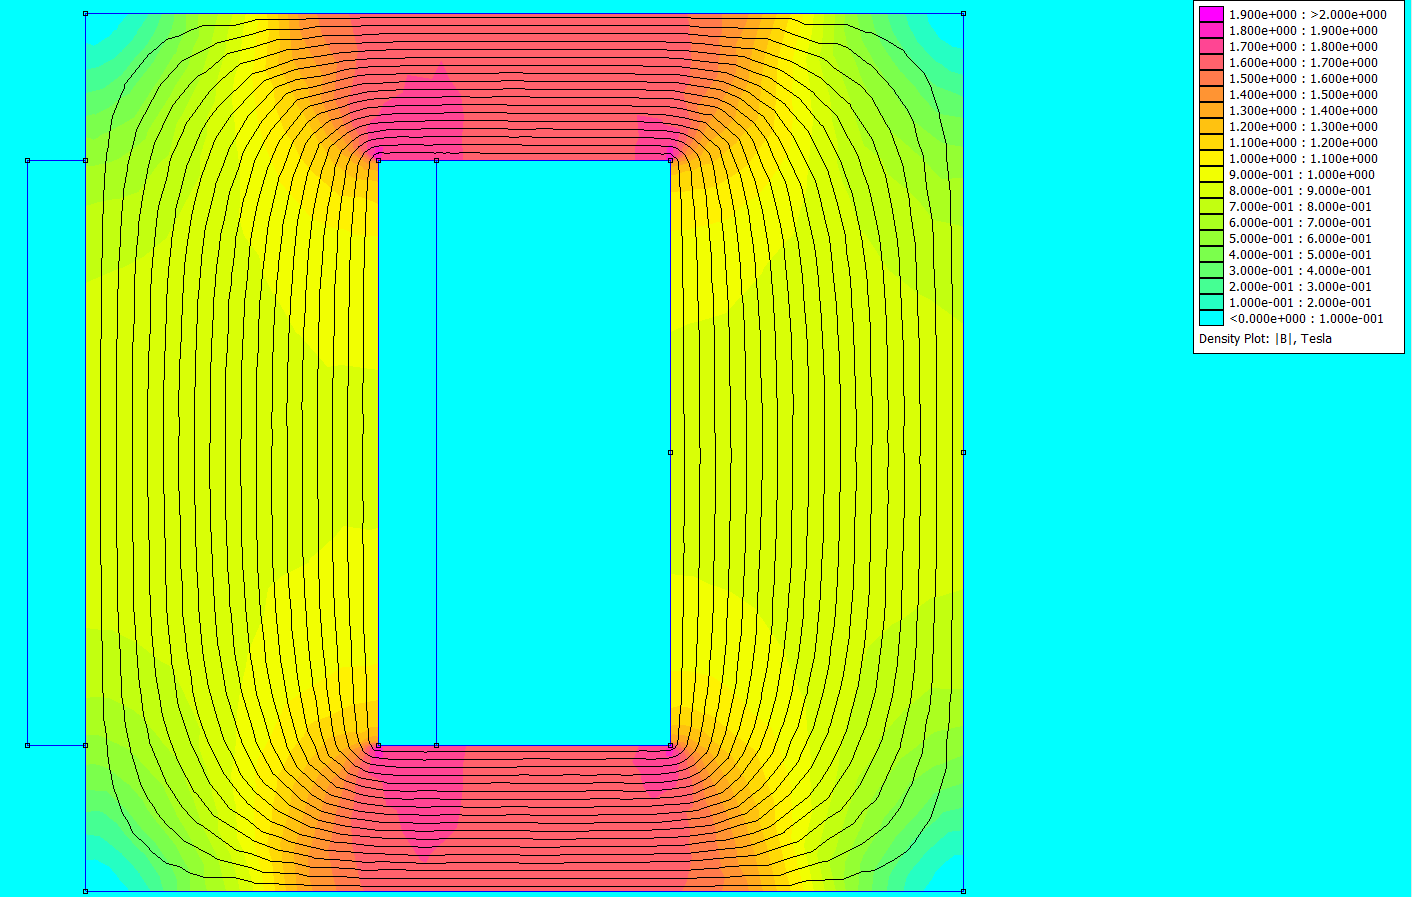 1.900e+000 : >2.000e+000
1.800e+000 : 1.900e+000
1.700e+000 : 1.800e+000
1.600e+000 : 1.700e+000
1.500e+000 : 1.600e+000
1.400e+000 : 1.500e+000
1.300e+000 : 1.400e+000
1.200e+000 : 1.300e+000
1.100e+000 : 1.200e+000
1.000e+000 : 1.100e+000
9.000e-001 : 1.000e+000
8.000e-001 : 9.000e-001
7.000e-001 : 8.000e-001
6.000e-001 : 7.000e-001
5.000e-001 : 6.000e-001
4.000e-001 : 5.000e-001
3.000e-001 : 4.000e-001
2.000e-001 : 3.000e-001
1.000e-001 : 2.000e-001
<0.000e+000 : 1.000e-001
Density Plot: |B|, Tesla